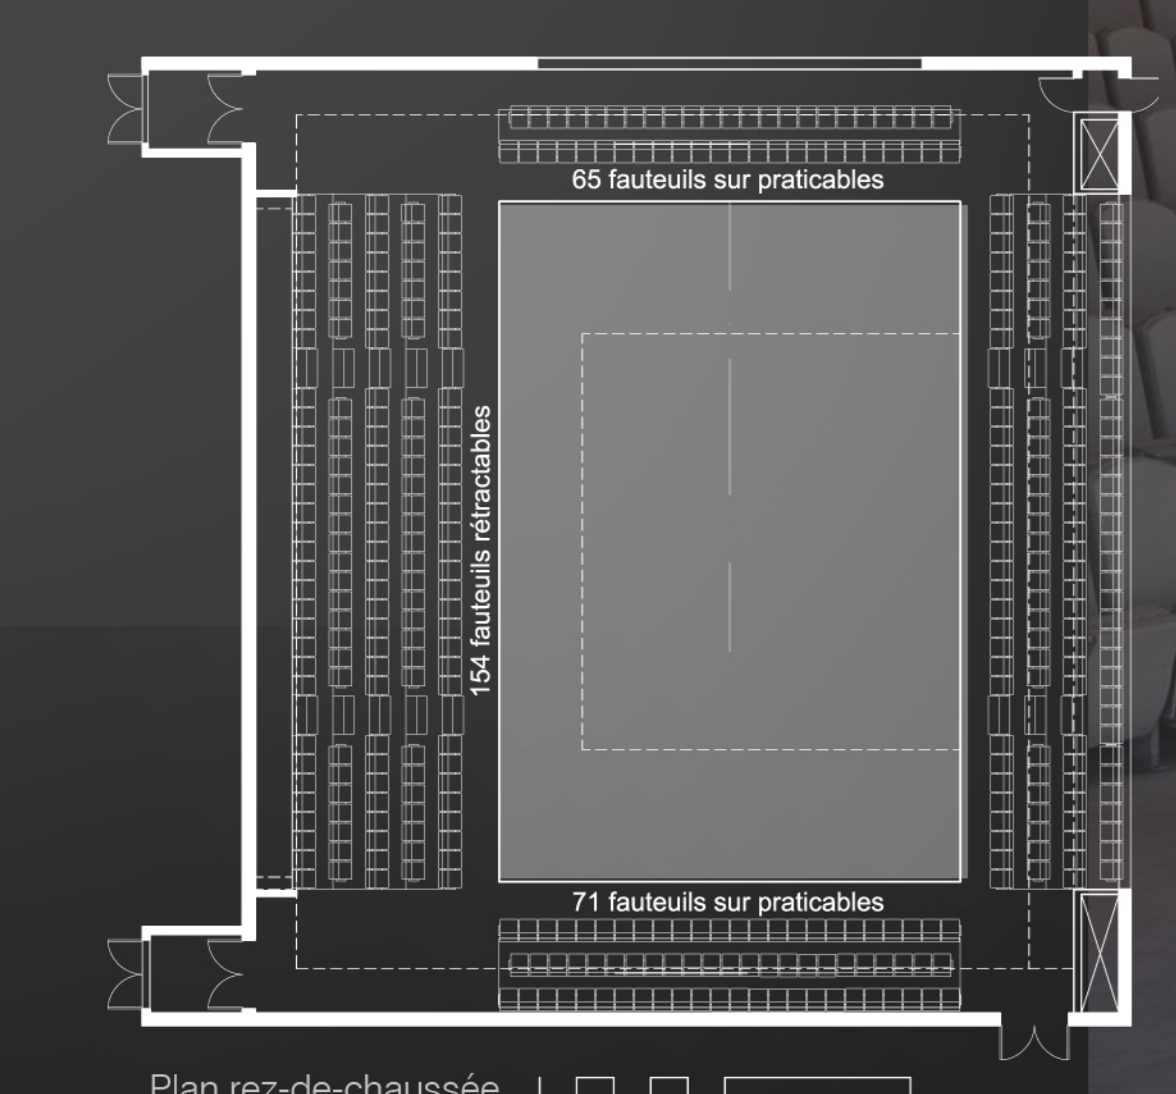 65 fauteuils sur praticables
154 fauteuils rétractables
71 fauteuils sur praticables
Plan rez-de-chaussée